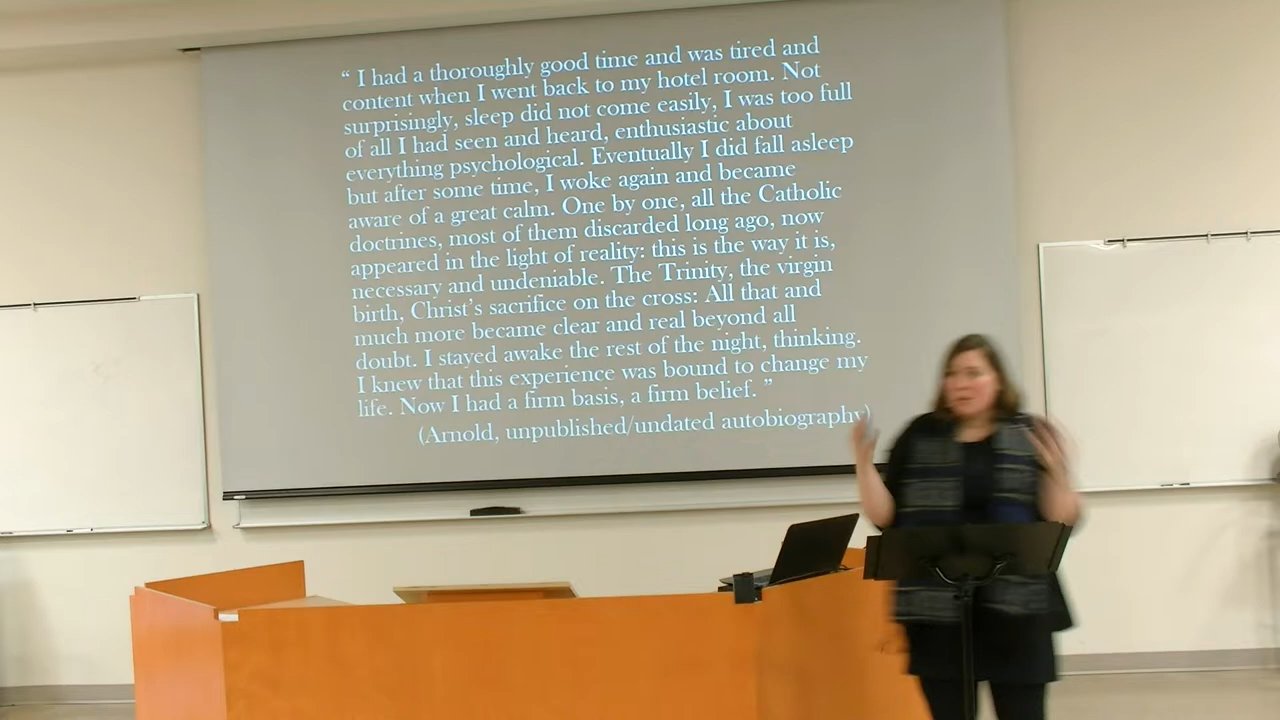 “ I had a thoroughly good time and was tired and
content when I went back to my hotel room. Not
surprisingly, sleep did not come easily, I was too full
of all I had seen and heard, enthusiastic about
everything psychological. Eventually I did fall asleep
but after some time, I woke again and became
aware of a great calm. One by one, all the Catholic
doctrines, most of them discarded long ago, now
appeared in the light of reality: this is the way it is,
necessary and undeniable. The Trinity, the virgin
birth, Christ’s sacrifice on the cross: All that and
much more became clear and real beyond all
doubt. I stayed awake the rest of the night, thinking.
I knew that this experience was bound to change my
life. Now I had a firm basis, a firm belief. ”
(Arnold, unpublished/undated autobiography)